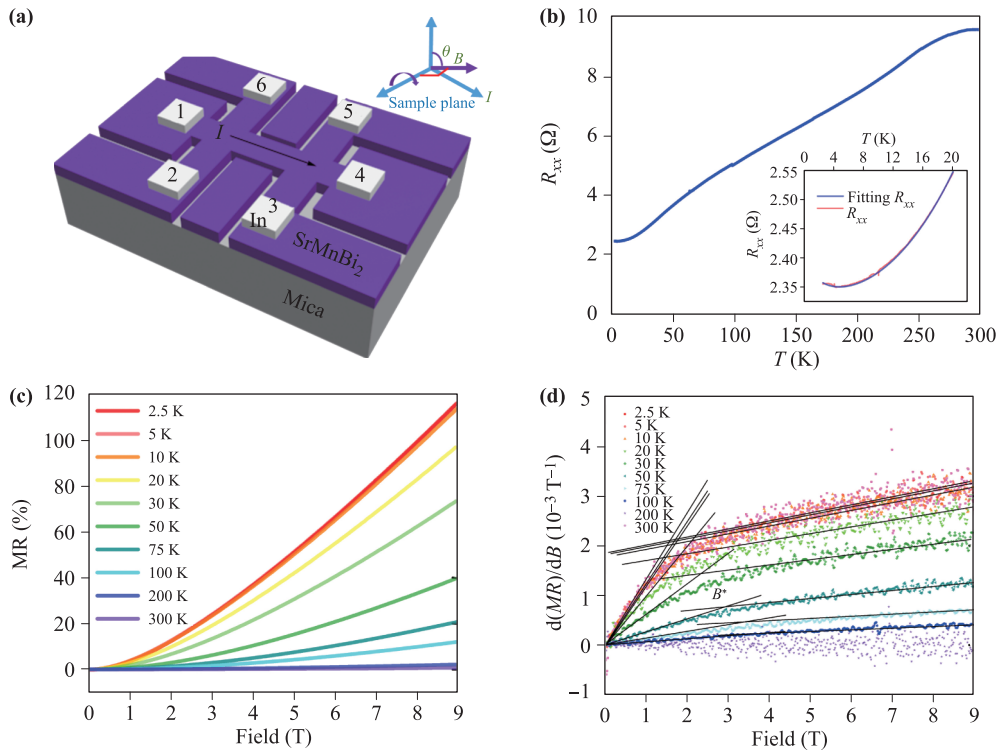 (a)
θ
B
Sample plane
I
6
1
5
I
2
4
3
In
SrMnBi₂
Mica
(b)
10
8
6
4
2
0
Rₓₓ (Ω)
0
50
100
150
200
250
300
T (K)
T (K)
0
4
8
12
16
20
2.55
2.50
2.45
2.40
2.35
Rₓₓ (Ω)
Fitting Rₓₓ
Rₓₓ
(c)
120
100
80
60
40
20
0
MR (%)
2.5 K
5 K
10 K
20 K
30 K
50 K
75 K
100 K
200 K
300 K
0
1
2
3
4
5
6
7
8
9
Field (T)
(d)
5
4
3
2
1
0
−1
d(MR)/dB (10⁻³ T⁻¹)
2.5 K
5 K
10 K
20 K
30 K
50 K
75 K
100 K
200 K
300 K
B*
0
1
2
3
4
5
6
7
8
9
Field (T)